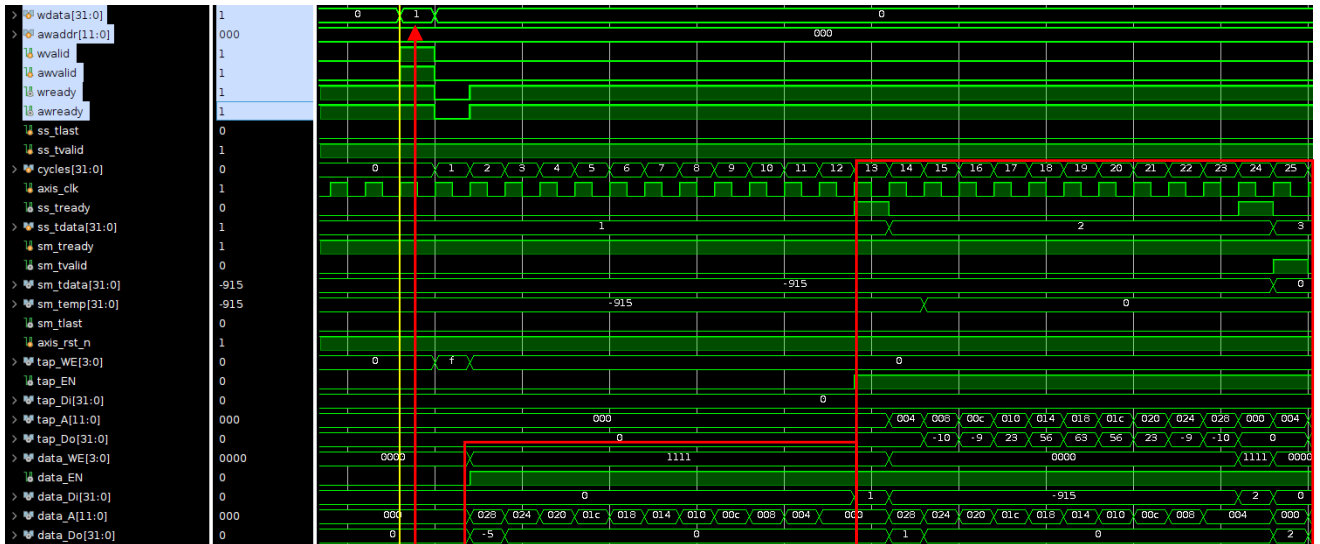 wdata[31:0] 1 0 1 0
awaddr[11:0] 000 000
wvalid 1
awvalid 1
wready 1
awready 1
ss_tlast 0
ss_tvalid 1
cycles[31:0] 0 0 1 2 3 4 5 6 7 8 9 10 11 12 13 14 15 16 17 18 19 20 21 22 23 24 25
axis_clk 1
ss_tready 0
ss_tdata[31:0] 1 1 2 3
sm_tready 1
sm_tvalid 0
sm_tdata[31:0] -915 -915 0
sm_temp[31:0] -915 -915 0
sm_tlast 0
axis_rst_n 1
tap_WE[3:0] 0 0 f 0
tap_EN 0
tap_Di[31:0] 0 0
tap_A[11:0] 000 000 004 008 00c 010 014 018 01c 020 024 028 000 004
tap_Do[31:0] 0 0 -10 -9 23 56 63 56 23 -9 -10 0
data_WE[3:0] 0000 0000 1111 0000 1111 0000
data_EN 0
data_Di[31:0] 0 0 1 -915 2 0
data_A[11:0] 000 000 028 024 020 01c 018 014 010 00c 008 004 000 028 024 020 01c 018 014 010 00c 008 004 000
data_Do[31:0] 0 0 -5 0 1 0 2